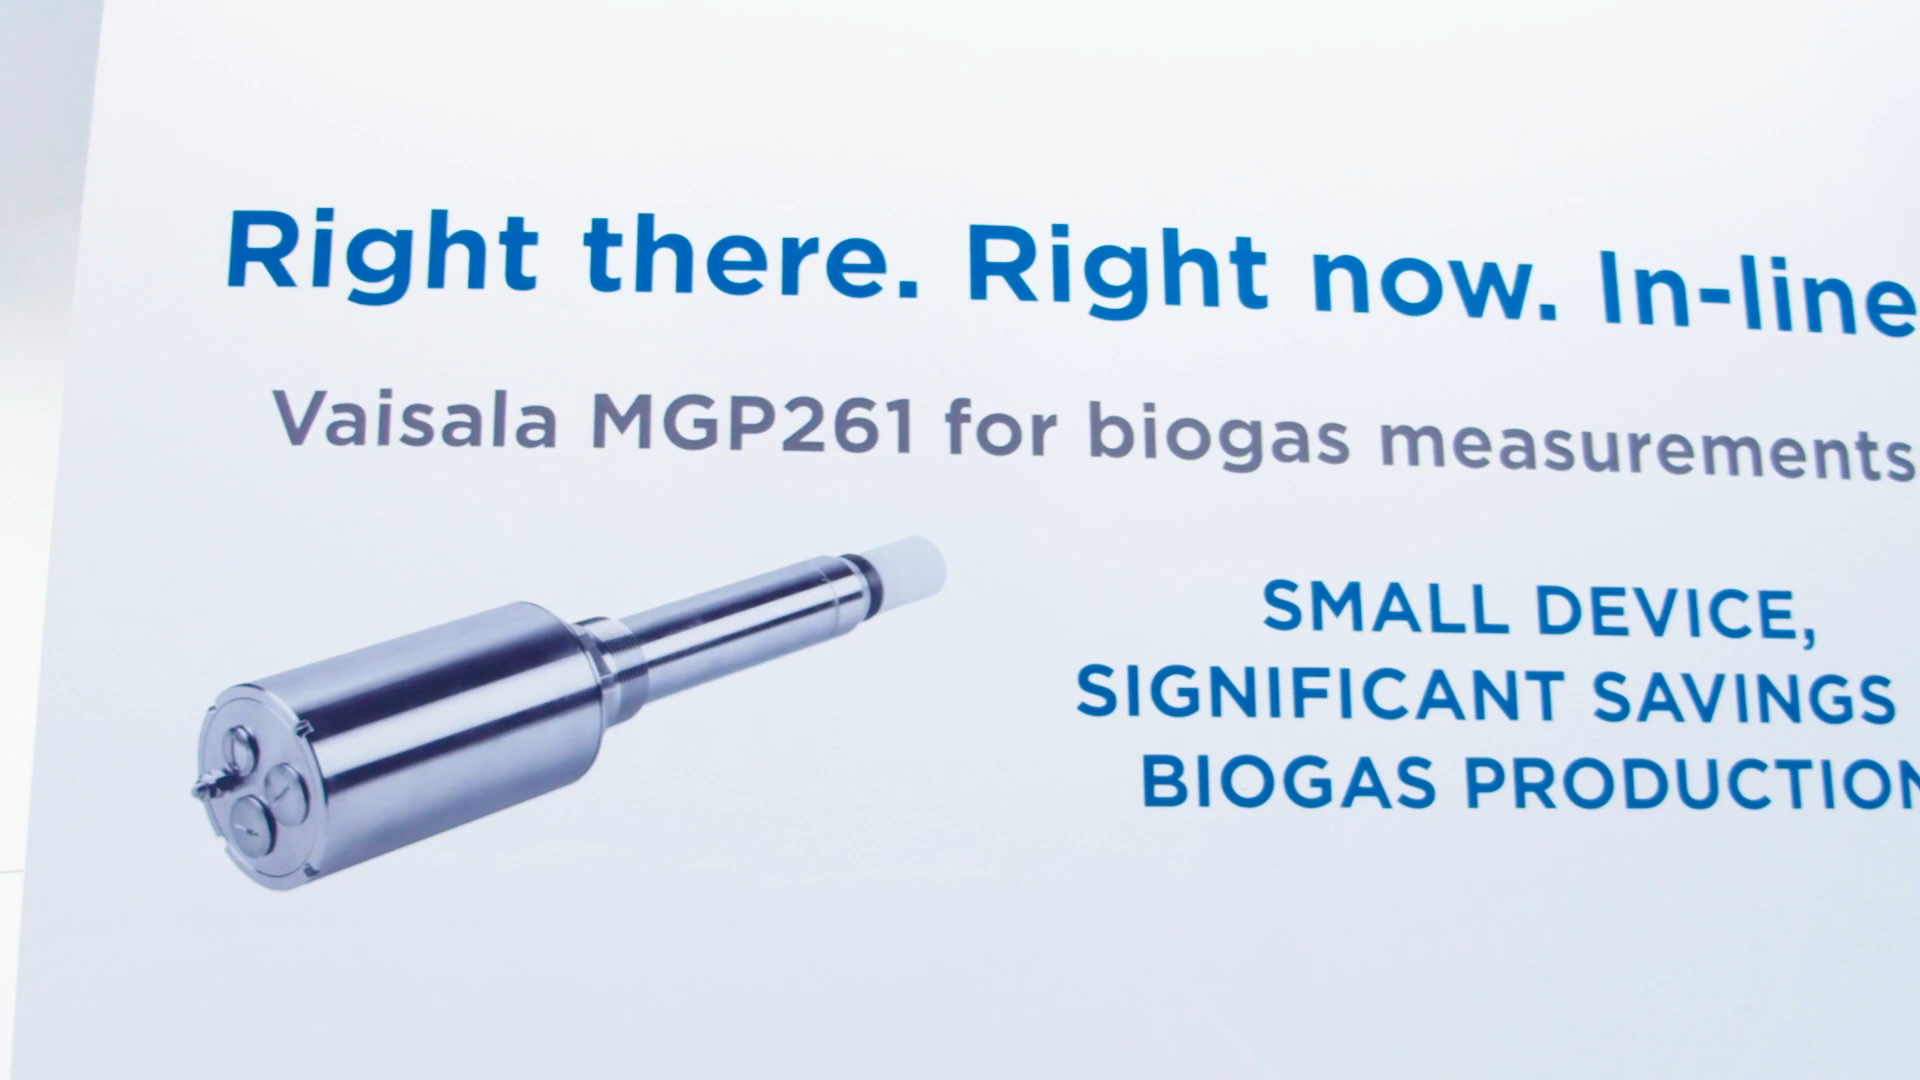 Right there. Right now. In-line
Vaisala MGP261 for biogas measurements
SMALL DEVICE,
SIGNIFICANT SAVINGS
BIOGAS PRODUCTION